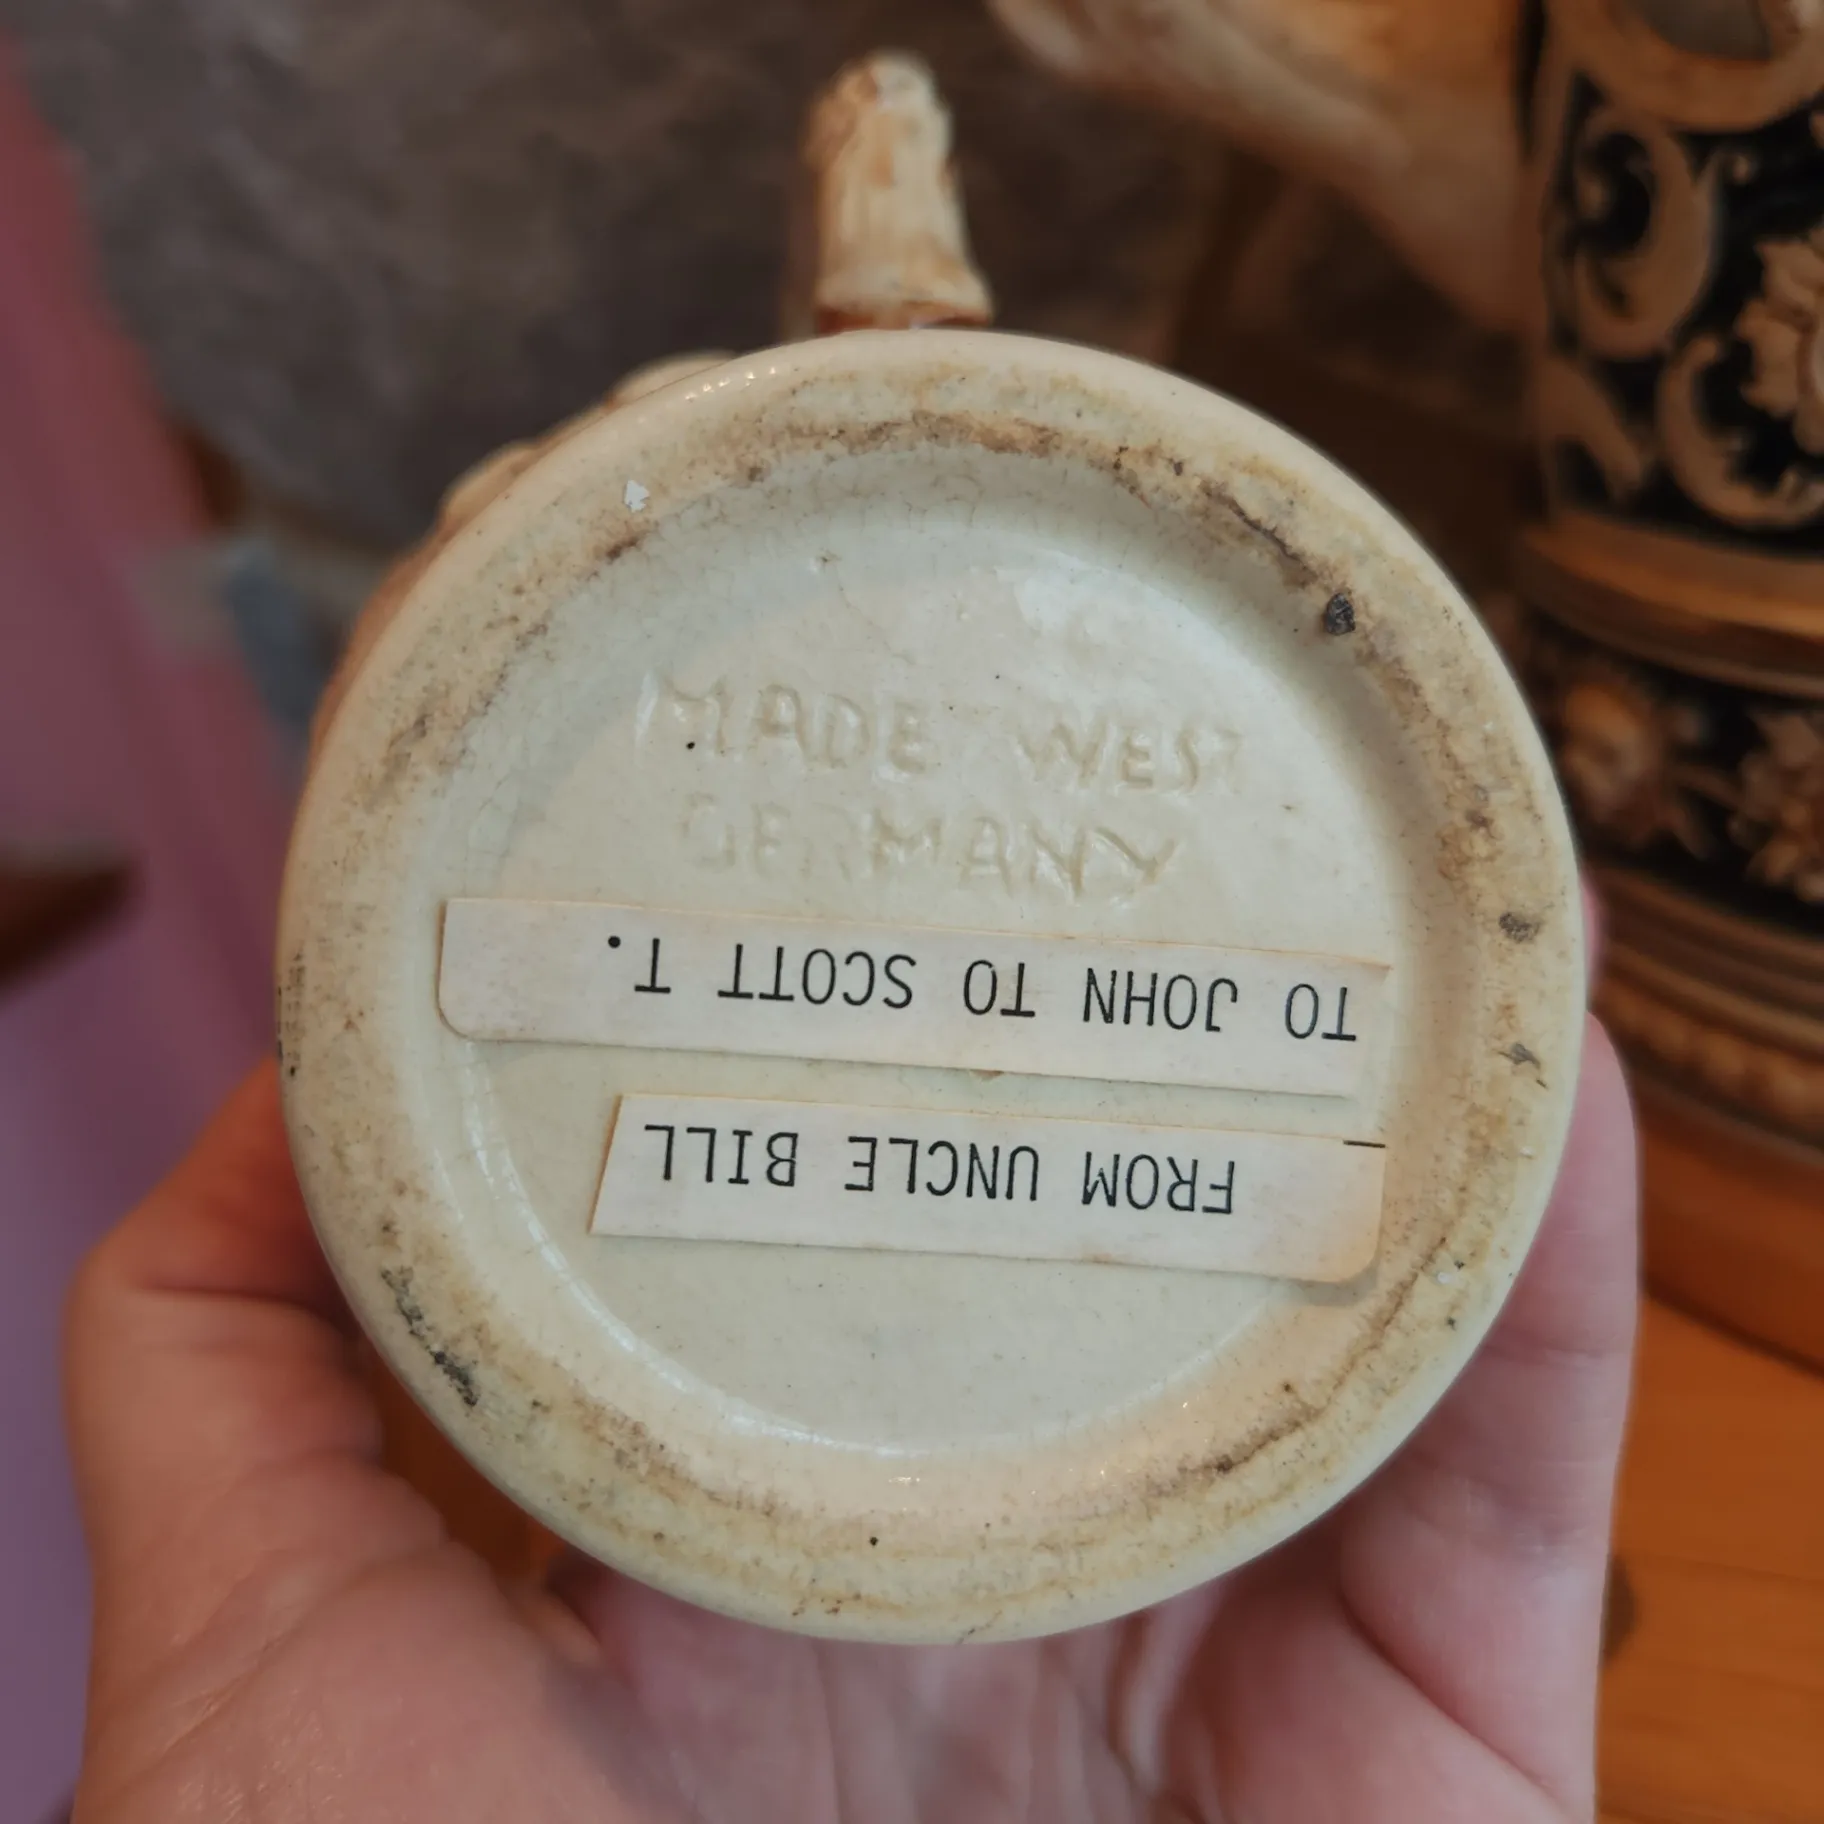 MADE WEST
GERMANY
FROM UNCLE BILL
TO JOHN TO SCOTT T.